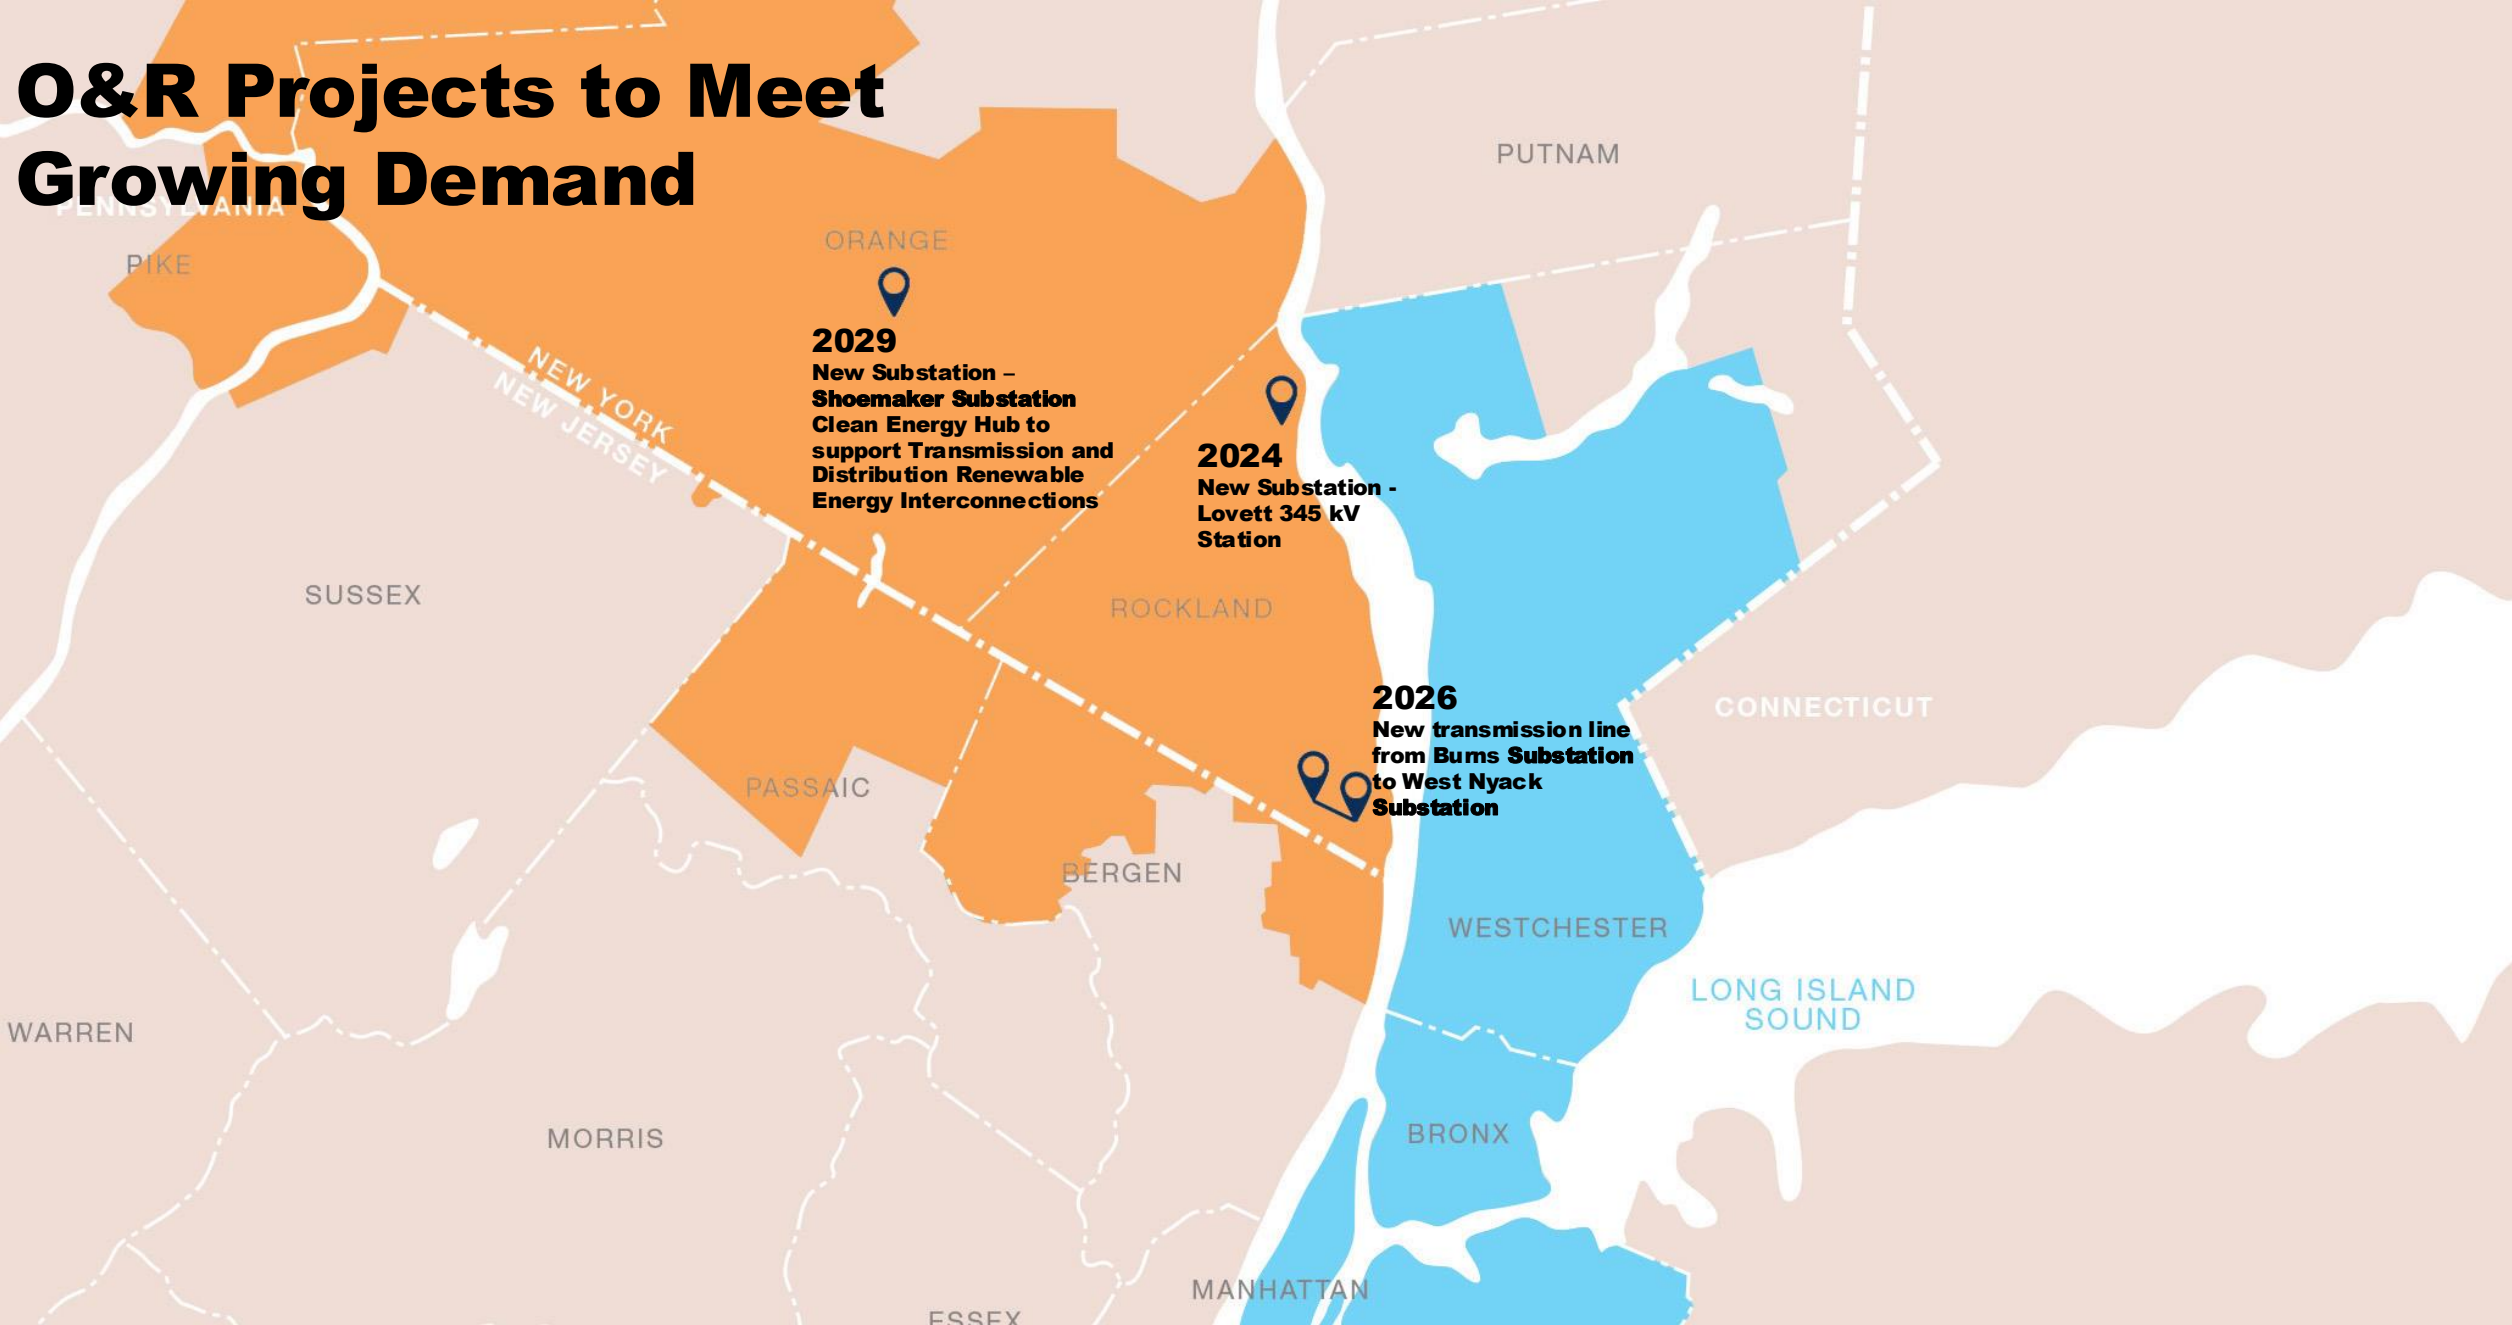 O&R Projects to Meet
Growing Demand
PENNSYLVANIA
PIKE
ORANGE
PUTNAM
2029
New Substation –
Shoemaker Substation
Clean Energy Hub to
support Transmission and
Distribution Renewable
Energy Interconnections
NEW YORK
NEW JERSEY
2024
New Substation -
Lovett 345 kV
Station
SUSSEX
ROCKLAND
2026
New transmission line
from Burns Substation
to West Nyack
Substation
CONNECTICUT
PASSAIC
BERGEN
WESTCHESTER
LONG ISLAND
SOUND
WARREN
MORRIS
BRONX
MANHATTAN
ESSEX